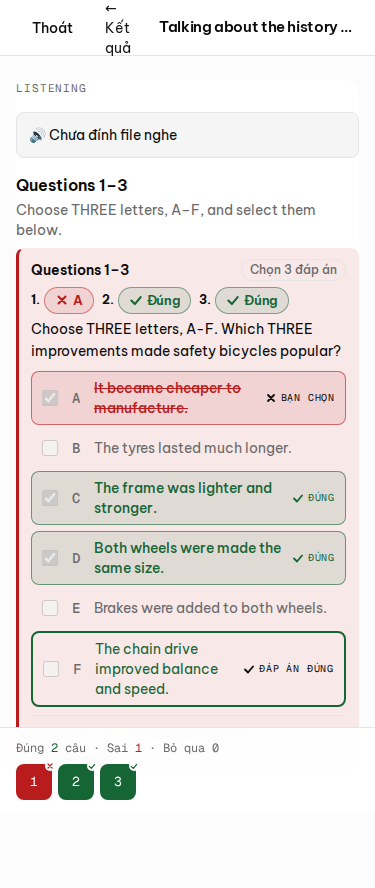 Thoát
← Kết quả
Talking about the history ...
LISTENING
🔊 Chưa đính file nghe
Questions 1–3
Choose THREE letters, A–F, and select them
below.
Questions 1–3
Chọn 3 đáp án
1. ✕ A 2. ✓ Đúng 3. ✓ Đúng
Choose THREE letters, A–F. Which THREE
improvements made safety bicycles popular?
A It became cheaper to
manufacture.
✕ BẠN CHỌN
B The tyres lasted much longer.
C The frame was lighter and
stronger.
✓ ĐÚNG
D Both wheels were made the
same size.
✓ ĐÚNG
E Brakes were added to both wheels.
F The chain drive
improved balance
and speed.
✓ ĐÁP ÁN ĐÚNG
Đúng 2 câu · Sai 1 · Bỏ qua 0
1 2 3